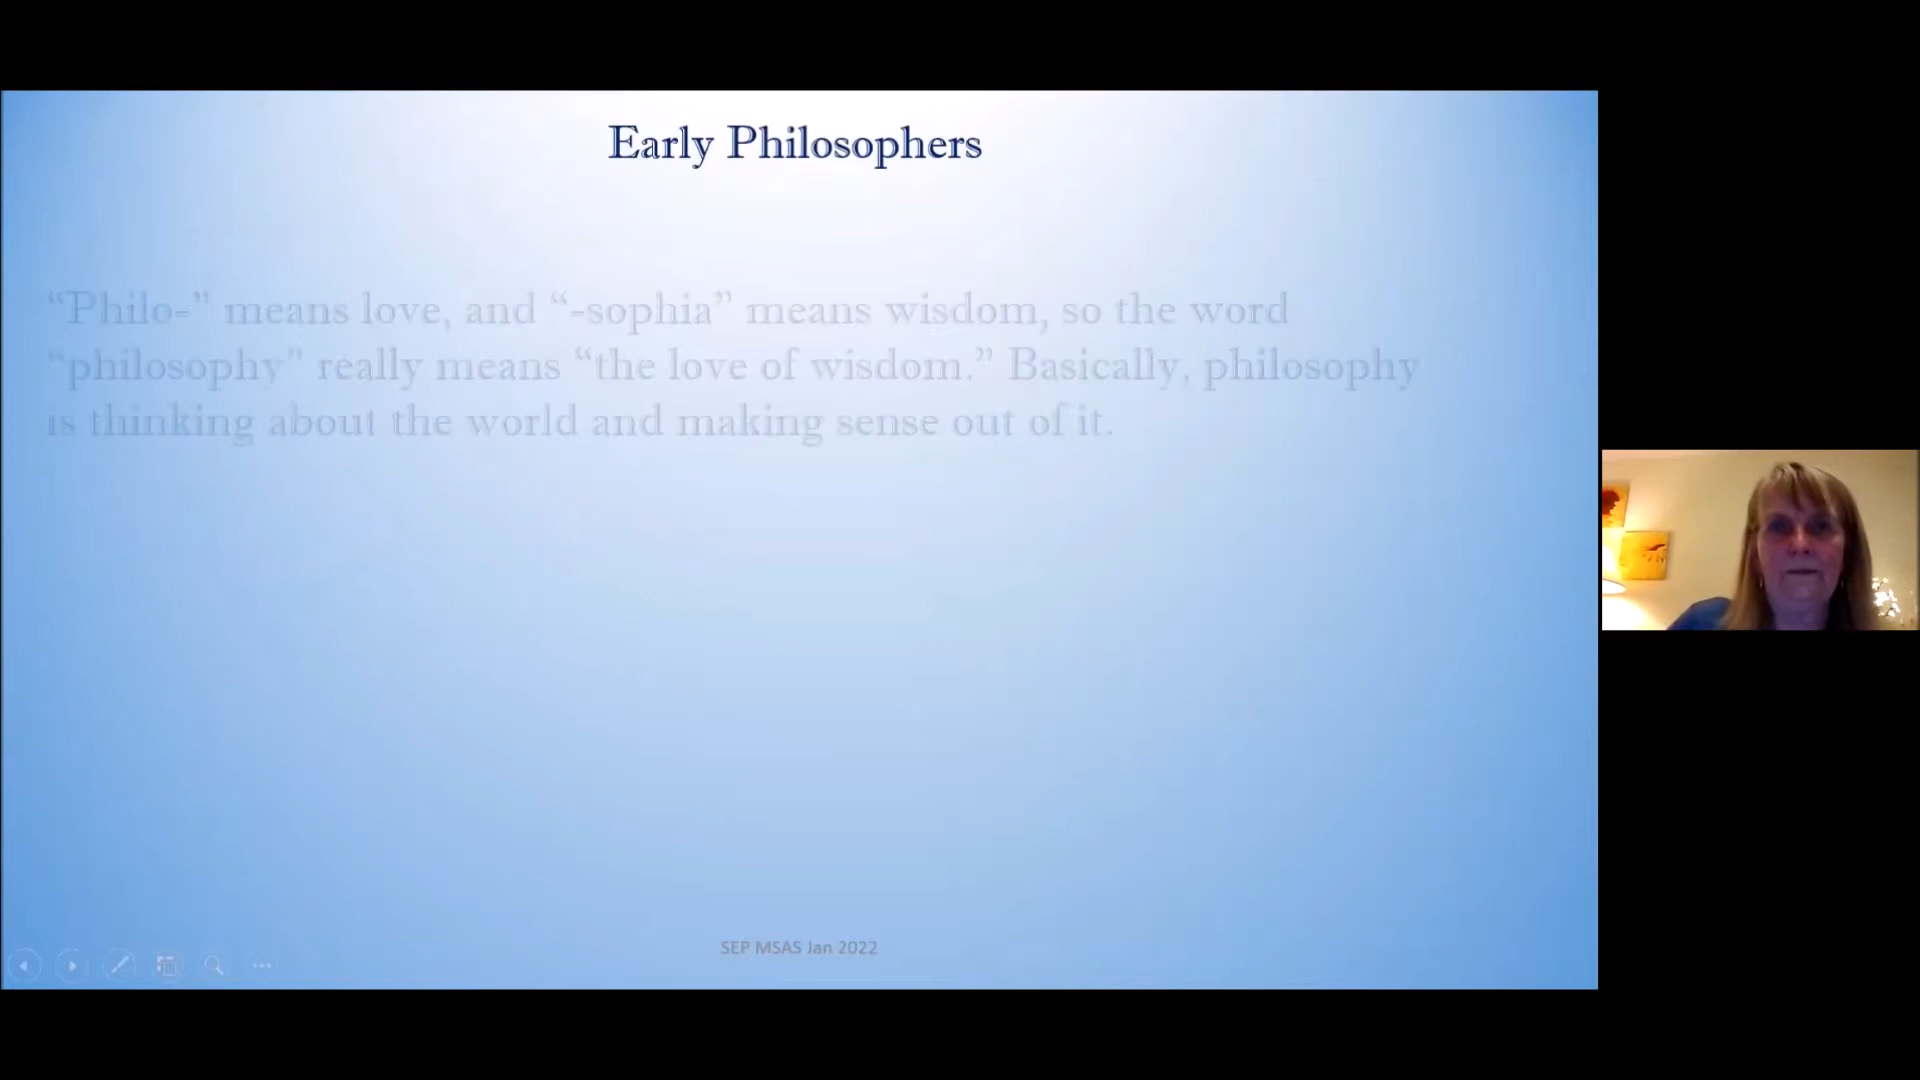 Early Philosophers
“Philo-” means love, and “-sophia” means wisdom, so the word
“philosophy” really means “the love of wisdom.” Basically, philosophy
is thinking about the world and making sense out of it.
SEP MSAS Jan 2022